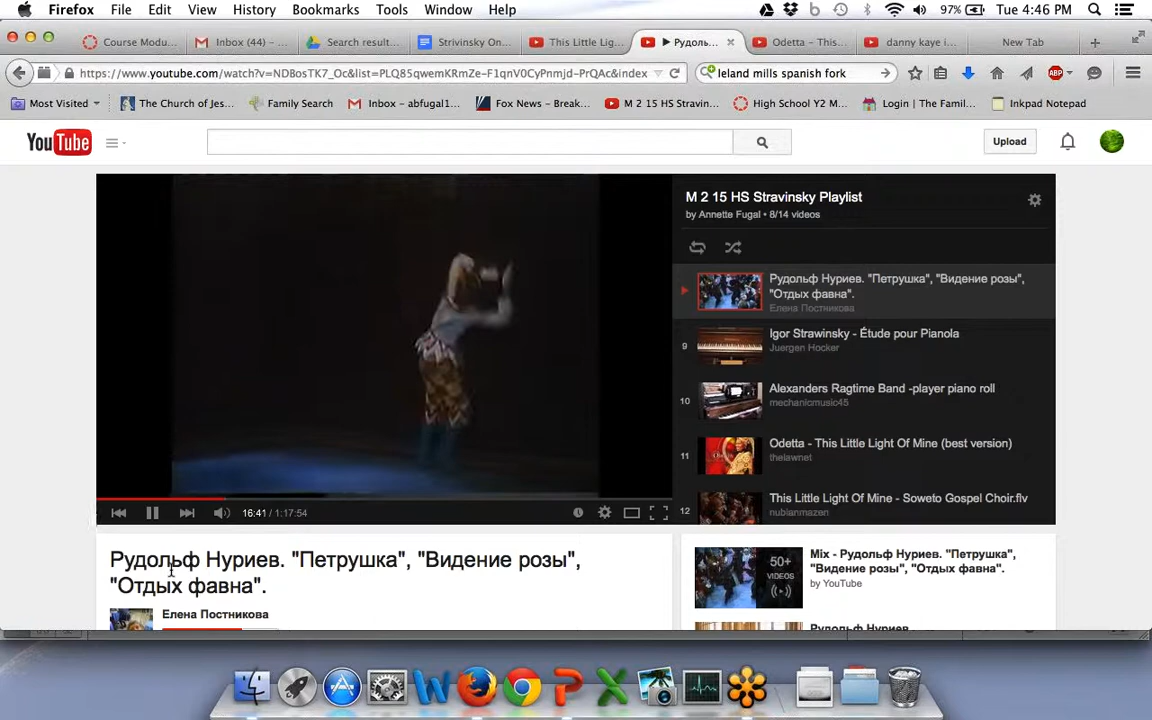 Firefox File Edit View History Bookmarks Tools Window Help 97% Tue 4:46 PM
Course Modu... Inbox (44) - ... Search result... Strivinsky On... This Little Lig... Рудоль... Odetta - This... danny kaye i... New Tab
https://www.youtube.com/watch?v=NDBosTK7_Oc&list=PLQ85qwemKRmZe-F1qnV0CyPnmjd-PrQAc&index leland mills spanish fork ABP
Most Visited The Church of Jes... Family Search Inbox - abfugal1... Fox News - Break... M 2 15 HS Stravin... High School Y2 M... Login | The Famil... Inkpad Notepad
YouTube Upload
M 2 15 HS Stravinsky Playlist
by Annette Fugal • 8/14 videos
Рудольф Нуриев. "Петрушка", "Видение розы",
"Отдых фавна".
Елена Постникова
9 Igor Strawinsky - Étude pour Pianola
Juergen Hocker
10 Alexanders Ragtime Band -player piano roll
mechanicmusic45
11 Odetta - This Little Light Of Mine (best version)
thelawnet
12 This Little Light Of Mine - Soweto Gospel Choir.flv
nubianmazen
16:41 / 1:17:54
Рудольф Нуриев. "Петрушка", "Видение розы",
"Отдых фавна".
Елена Постникова
50+
VIDEOS
Mix - Рудольф Нуриев. "Петрушка",
"Видение розы", "Отдых фавна".
by YouTube
Рудольф Нуриев.